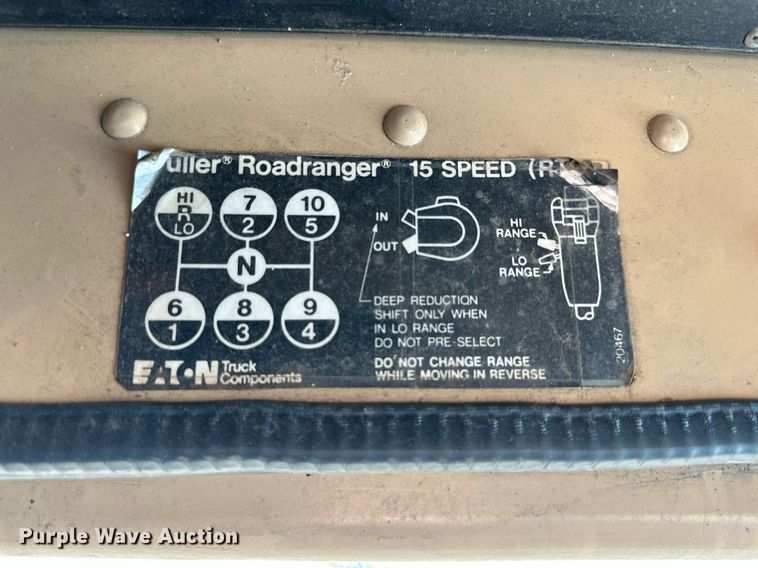 uller® Roadranger® 15 SPEED (RT
HI
R
LO
7
2
10
5
N
6
1
8
3
9
4
IN
OUT
HI
RANGE
LO
RANGE
DEEP REDUCTION
SHIFT ONLY WHEN
IN LO RANGE
DO NOT PRE-SELECT
DO NOT CHANGE RANGE
WHILE MOVING IN REVERSE
EATON Truck
Components
20467
Purple Wave Auction